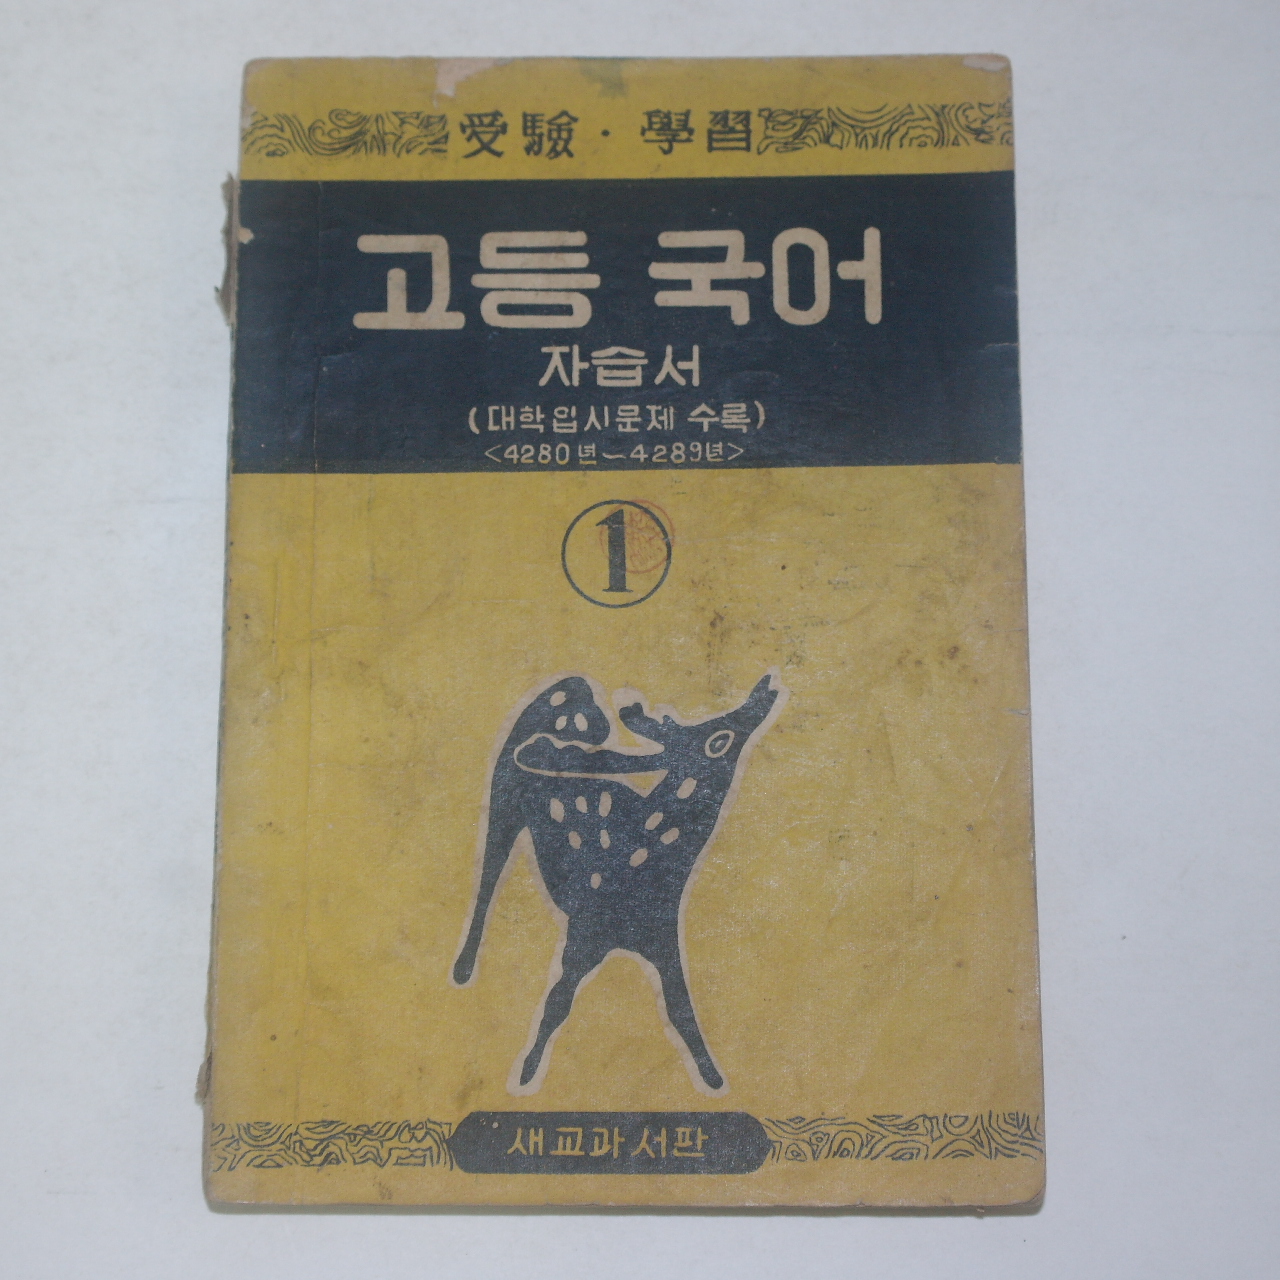 受驗・學習
고등 국어
자습서
(대학입시문제 수록)
<4280년~4289년>
1
새교과서판